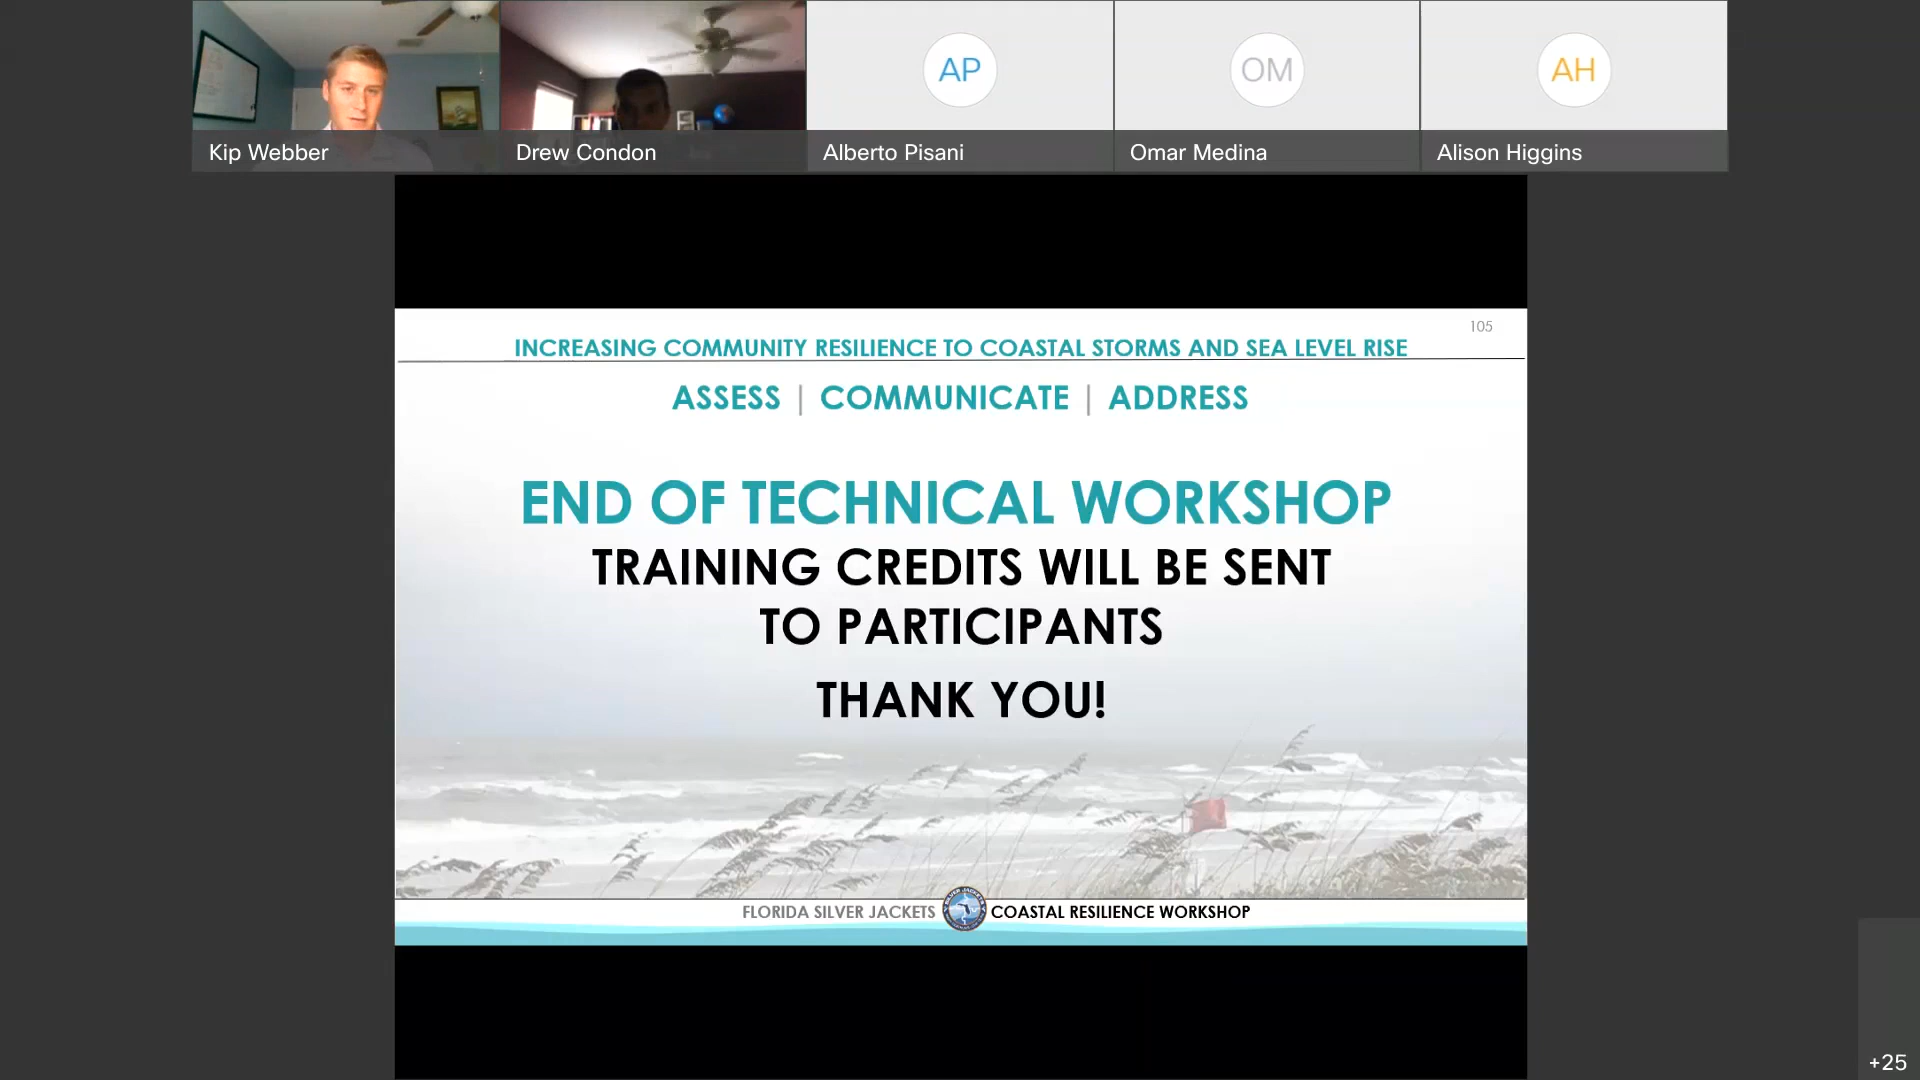 AP
OM
AH
Kip Webber
Drew Condon
Alberto Pisani
Omar Medina
Alison Higgins
105
INCREASING COMMUNITY RESILIENCE TO COASTAL STORMS AND SEA LEVEL RISE
ASSESS | COMMUNICATE | ADDRESS
END OF TECHNICAL WORKSHOP
TRAINING CREDITS WILL BE SENT
TO PARTICIPANTS
THANK YOU!
FLORIDA SILVER JACKETS COASTAL RESILIENCE WORKSHOP
+25